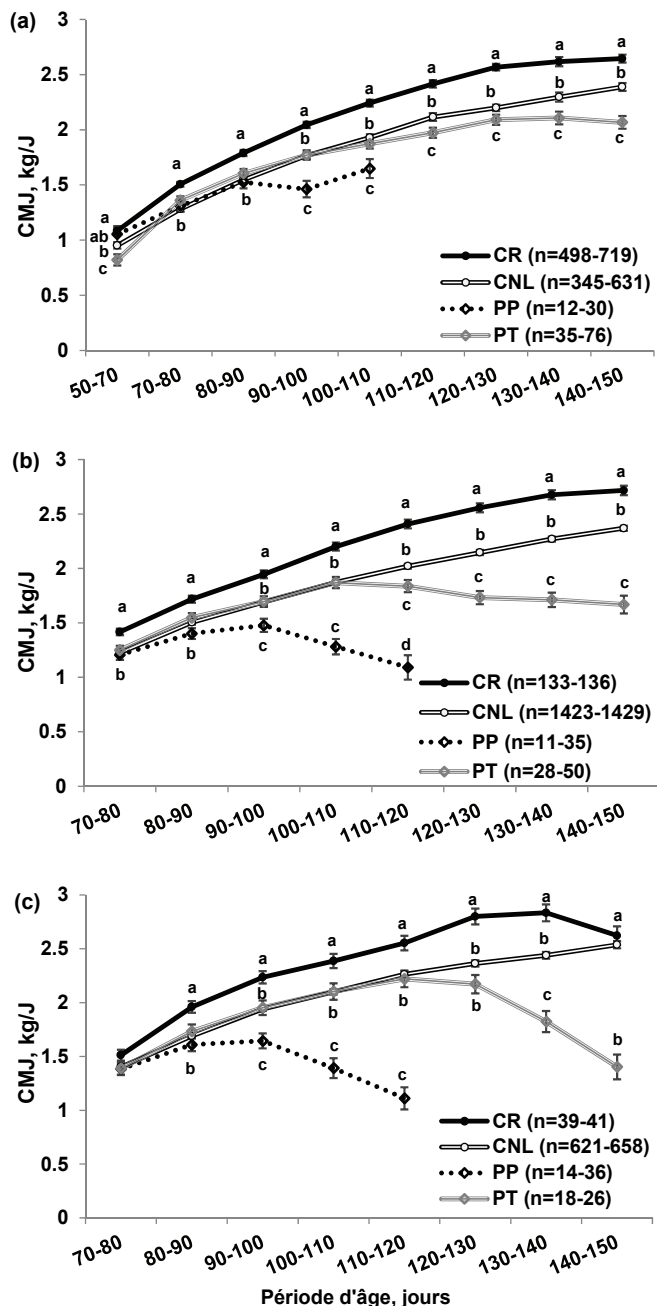 (a)
3
2.5
2
1.5
1
0.5
0
CMJ, kg/J
a a a a a a a a a
ab b b b b b b b b
b c c c c c c
c
CR (n=498-719)
CNL (n=345-631)
PP (n=12-30)
PT (n=35-76)
50-70 70-80 80-90 90-100 100-110 110-120 120-130 130-140 140-150
(b)
3
2.5
2
1.5
1
0.5
0
CMJ, kg/J
a a a a a a a a
b b b b b b
b b c c c c c c
d
CR (n=133-136)
CNL (n=1423-1429)
PP (n=11-35)
PT (n=28-50)
70-80 80-90 90-100 100-110 110-120 120-130 130-140 140-150
(c)
3
2.5
2
1.5
1
0.5
0
CMJ, kg/J
a a a a a a a
b b b b b
b c b b c b
c c
CR (n=39-41)
CNL (n=621-658)
PP (n=14-36)
PT (n=18-26)
70-80 80-90 90-100 100-110 110-120 120-130 130-140 140-150
Période d'âge, jours